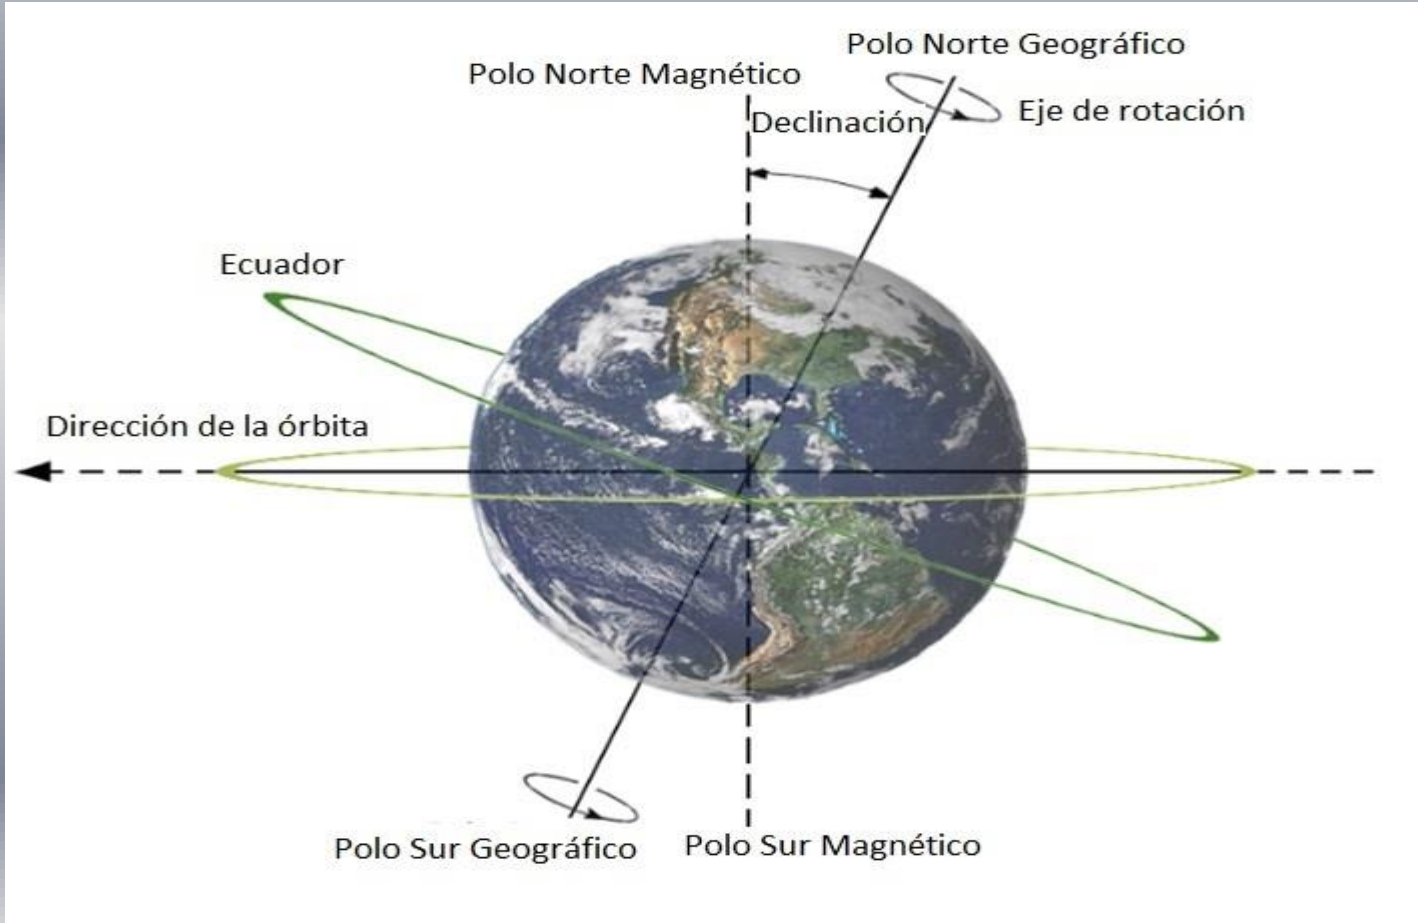 Polo Norte Geográfico
Polo Norte Magnético
Eje de rotación
Declinación
Ecuador
Dirección de la órbita
Polo Sur Geográfico
Polo Sur Magnético